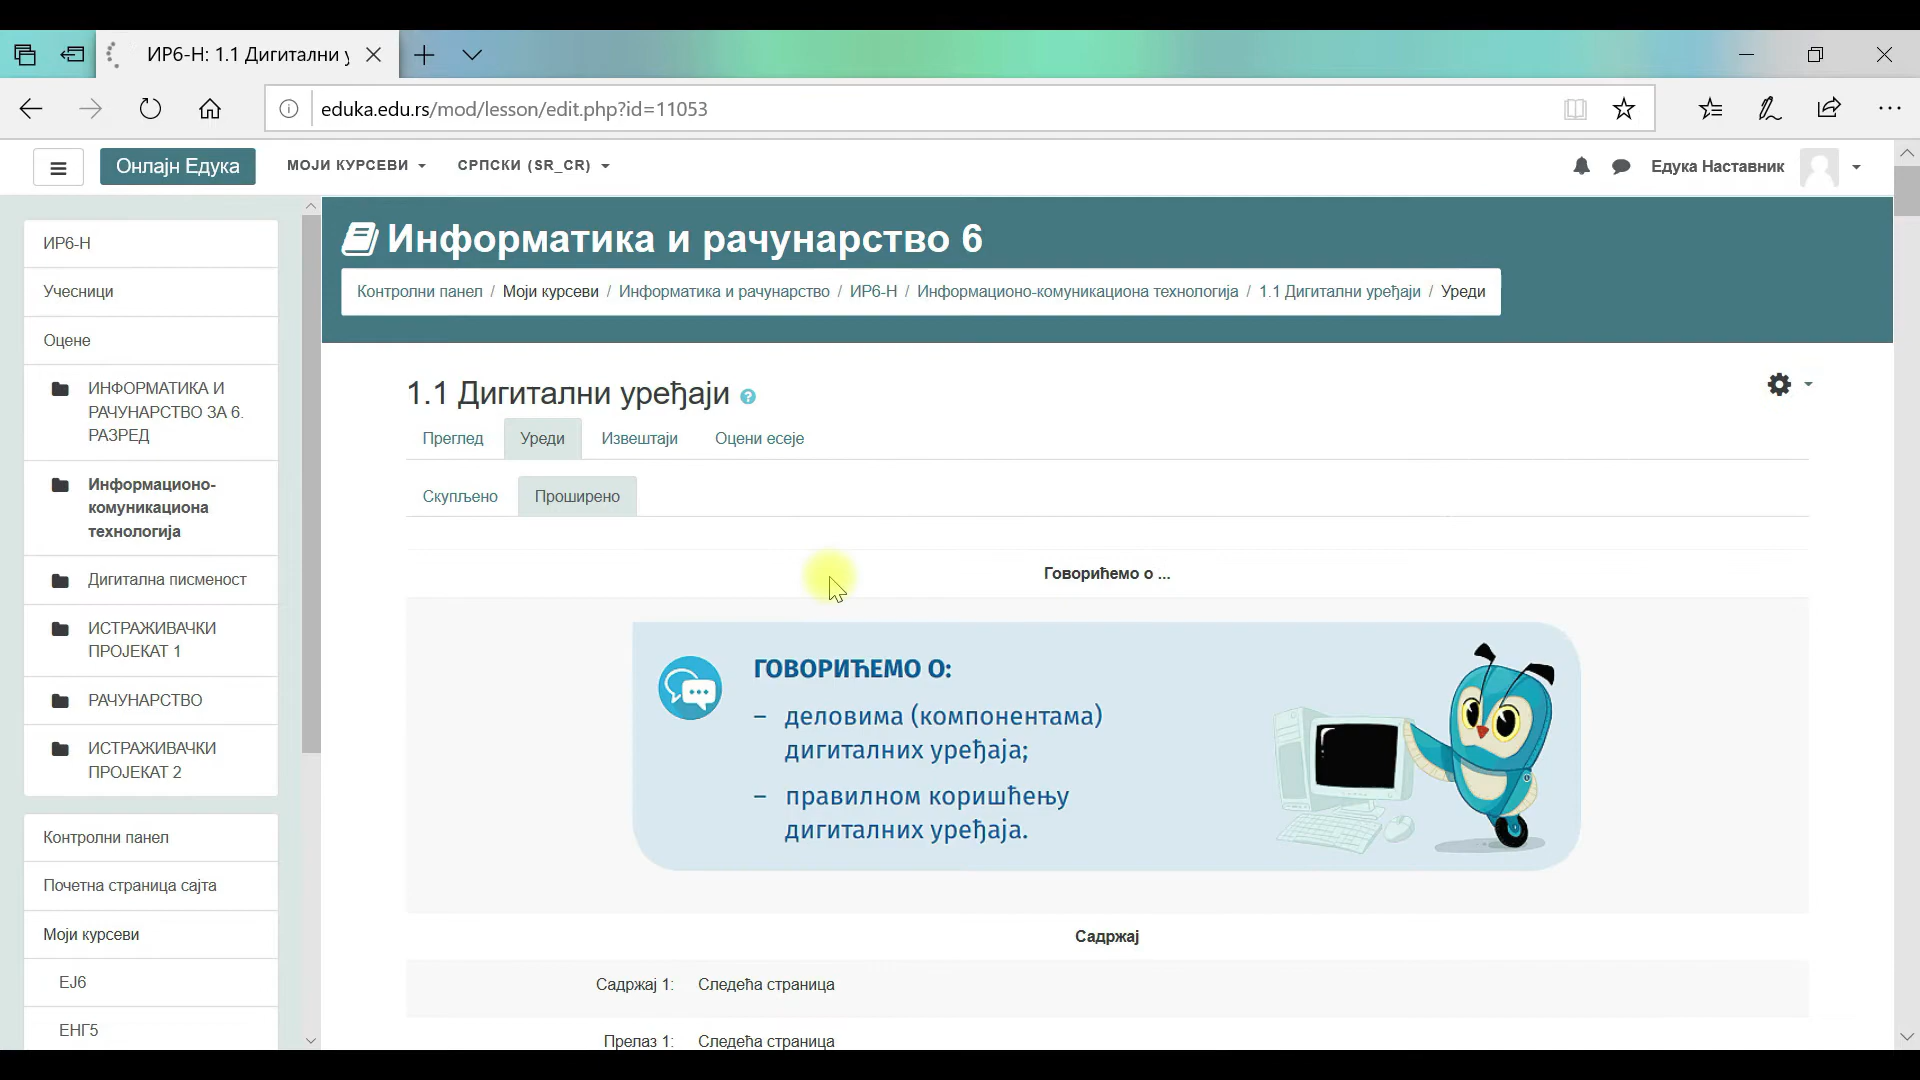 ИР6-Н: 1.1 Дигитални у
eduka.edu.rs/mod/lesson/edit.php?id=11053
Онлајн Едука
МОЈИ КУРСЕВИ
СРПСКИ (SR_CR)
Едука Наставник
ИР6-Н
Учесници
Оцене
ИНФОРМАТИКА И
РАЧУНАРСТВО ЗА 6.
РАЗРЕД
Информационо-
комуникациона
технологија
Дигитална писменост
ИСТРАЖИВАЧКИ
ПРОЈЕКАТ 1
РАЧУНАРСТВО
ИСТРАЖИВАЧКИ
ПРОЈЕКАТ 2
Контролни панел
Почетна страница сајта
Моји курсеви
ЕЈ6
ЕНГ5
Информатика и рачунарство 6
Контролни панел / Моји курсеви / Информатика и рачунарство / ИР6-Н / Информационо-комуникациона технологија / 1.1 Дигитални уређаји / Уреди
1.1 Дигитални уређаји
Преглед
Уреди
Извештаји
Оцени есеје
Скупљено
Проширено
Говорићемо о ...
ГОВОРИЋЕМО О:
– деловима (компонентама)
дигиталних уређаја;
– правилном коришћењу
дигиталних уређаја.
Садржај
Садржај 1: Следећа страница
Прелаз 1: Следећа страница